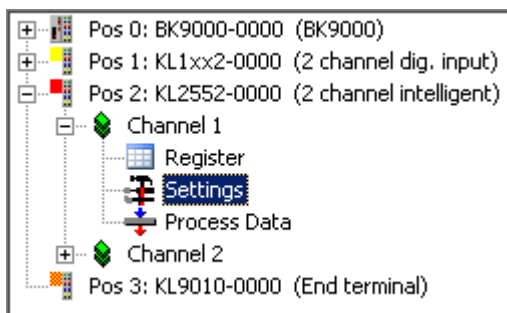 Pos 0: BK9000-0000 (BK9000)
Pos 1: KL1xx2-0000 (2 channel dig. input)
Pos 2: KL2552-0000 (2 channel intelligent)
Channel 1
Register
Settings
Process Data
Channel 2
Pos 3: KL9010-0000 (End terminal)